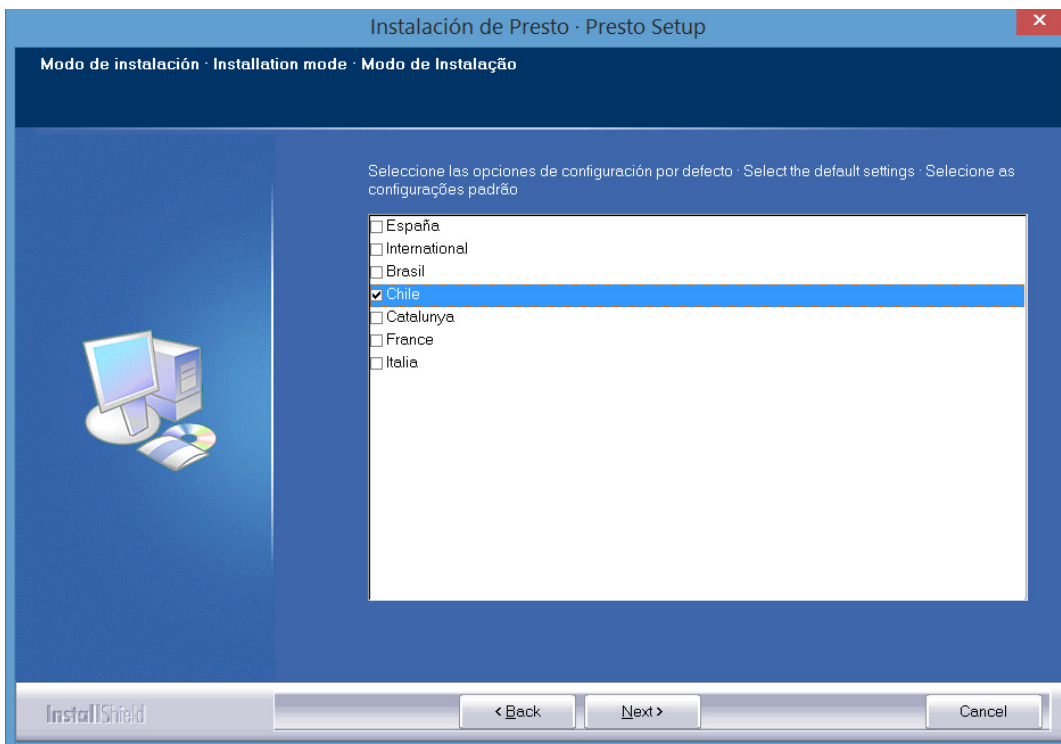 Instalación de Presto · Presto Setup
×
Modo de instalación · Installation mode · Modo de Instalação
Seleccione las opciones de configuración por defecto · Select the default settings · Selecione as
configurações padrão
España
International
Brasil
Chile
Catalunya
France
Italia
InstallShield
< Back
Next >
Cancel